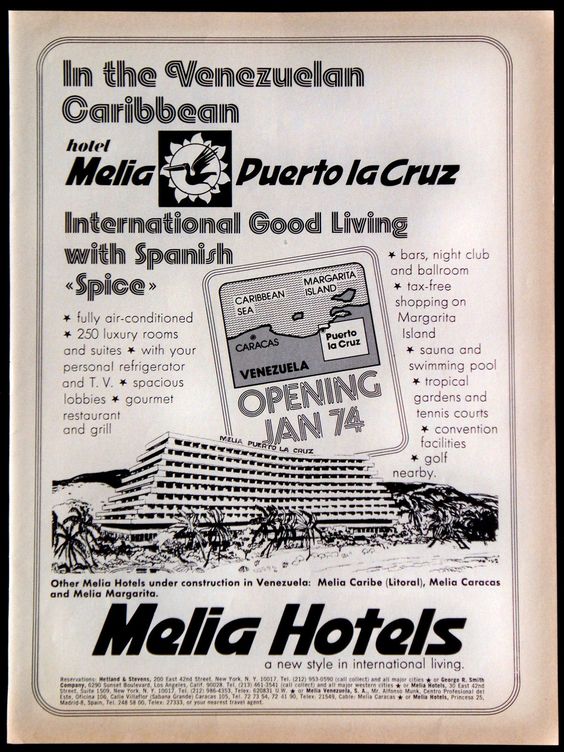 In the Venezuelan
Caribbean
hotel
Melia Puerto la Cruz
International Good Living
with Spanish
«Spice»
★ fully air-conditioned
★ 250 luxury rooms
and suites ★ with your
personal refrigerator
and T. V. ★ spacious
lobbies ★ gourmet
restaurant
and grill
CARIBBEAN
SEA
MARGARITA
ISLAND
CARACAS
Puerto
la Cruz
VENEZUELA
OPENING
JAN 74
★ bars, night club
and ballroom
★ tax-free
shopping on
Margarita
Island
★ sauna and
swimming pool
★ tropical
gardens and
tennis courts
★ convention
facilities
★ golf
nearby.
MELIA PUERTO LA CRUZ
Other Melia Hotels under construction in Venezuela: Melia Caribe (Litoral), Melia Caracas
and Melia Margarita.
Melia Hotels
a new style in international living.
Reservations: Hetland & Stevens, 200 East 42nd Street, New York, N. Y. 10017. Tel. (212) 953-0590 (call collect) and all major cities ★ or George R. Smith
Company, 6290 Sunset Boulevard, Los Angeles, Calif. 90028. Tel. (213) 461-3541 (call collect) and all major western cities ★ or Melia Hotels, 30 East 42nd
Street, Suite 1509, New York, N. Y. 10017, Tel. (212) 986-4353, Telex: 620831 U.W. ★ or Melia Venezuela, S. A., Mr. Alfonso Munk, Centro Profesional del
Este, Oficina 106, Calle Villaflor (Sabana Grande) Caracas 105, Tel. 72 73 54, 72 41 90, Telex: 21549, Cable: Melia Caracas ★ or Melia Hotels, Princesa 25,
Madrid-8, Spain, Tel. 248 58 00, Telex: 27333, or your nearest travel agent.